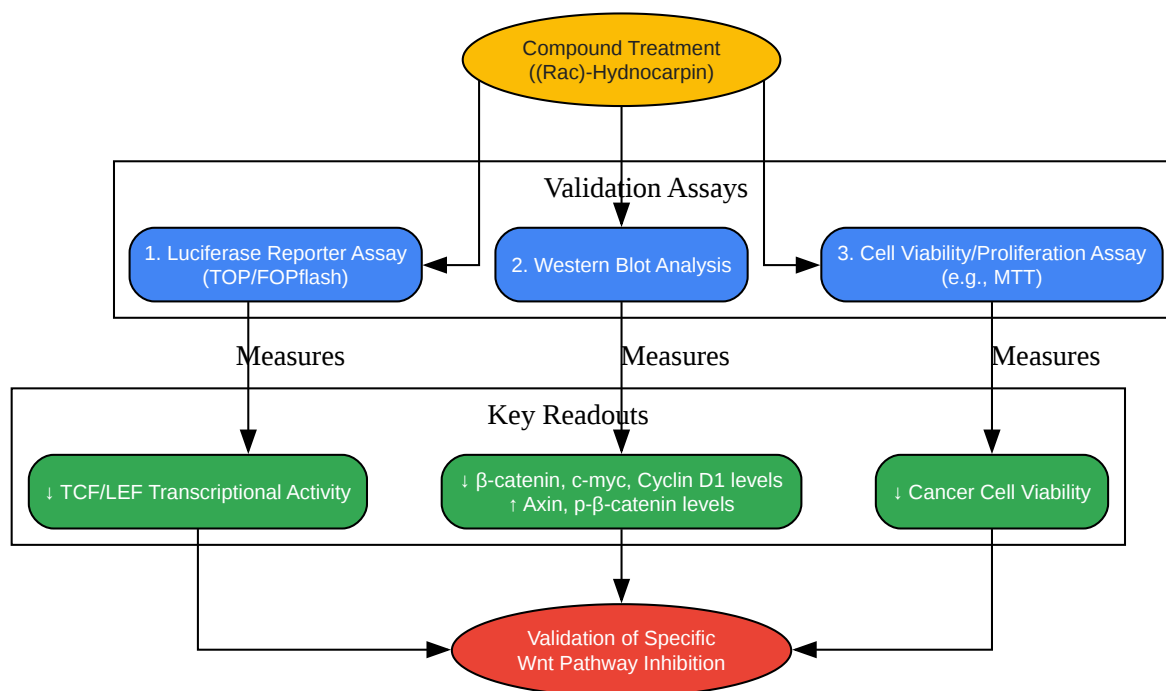 Compound Treatment
((Rac)-Hydnocarpin)
Validation Assays
1. Luciferase Reporter Assay
(TOP/FOPflash)
2. Western Blot Analysis
3. Cell Viability/Proliferation Assay
(e.g., MTT)
Measures
Measures
Measures
Key Readouts
↓ TCF/LEF Transcriptional Activity
↓ β-catenin, c-myc, Cyclin D1 levels
↑ Axin, p-β-catenin levels
↓ Cancer Cell Viability
Validation of Specific
Wnt Pathway Inhibition